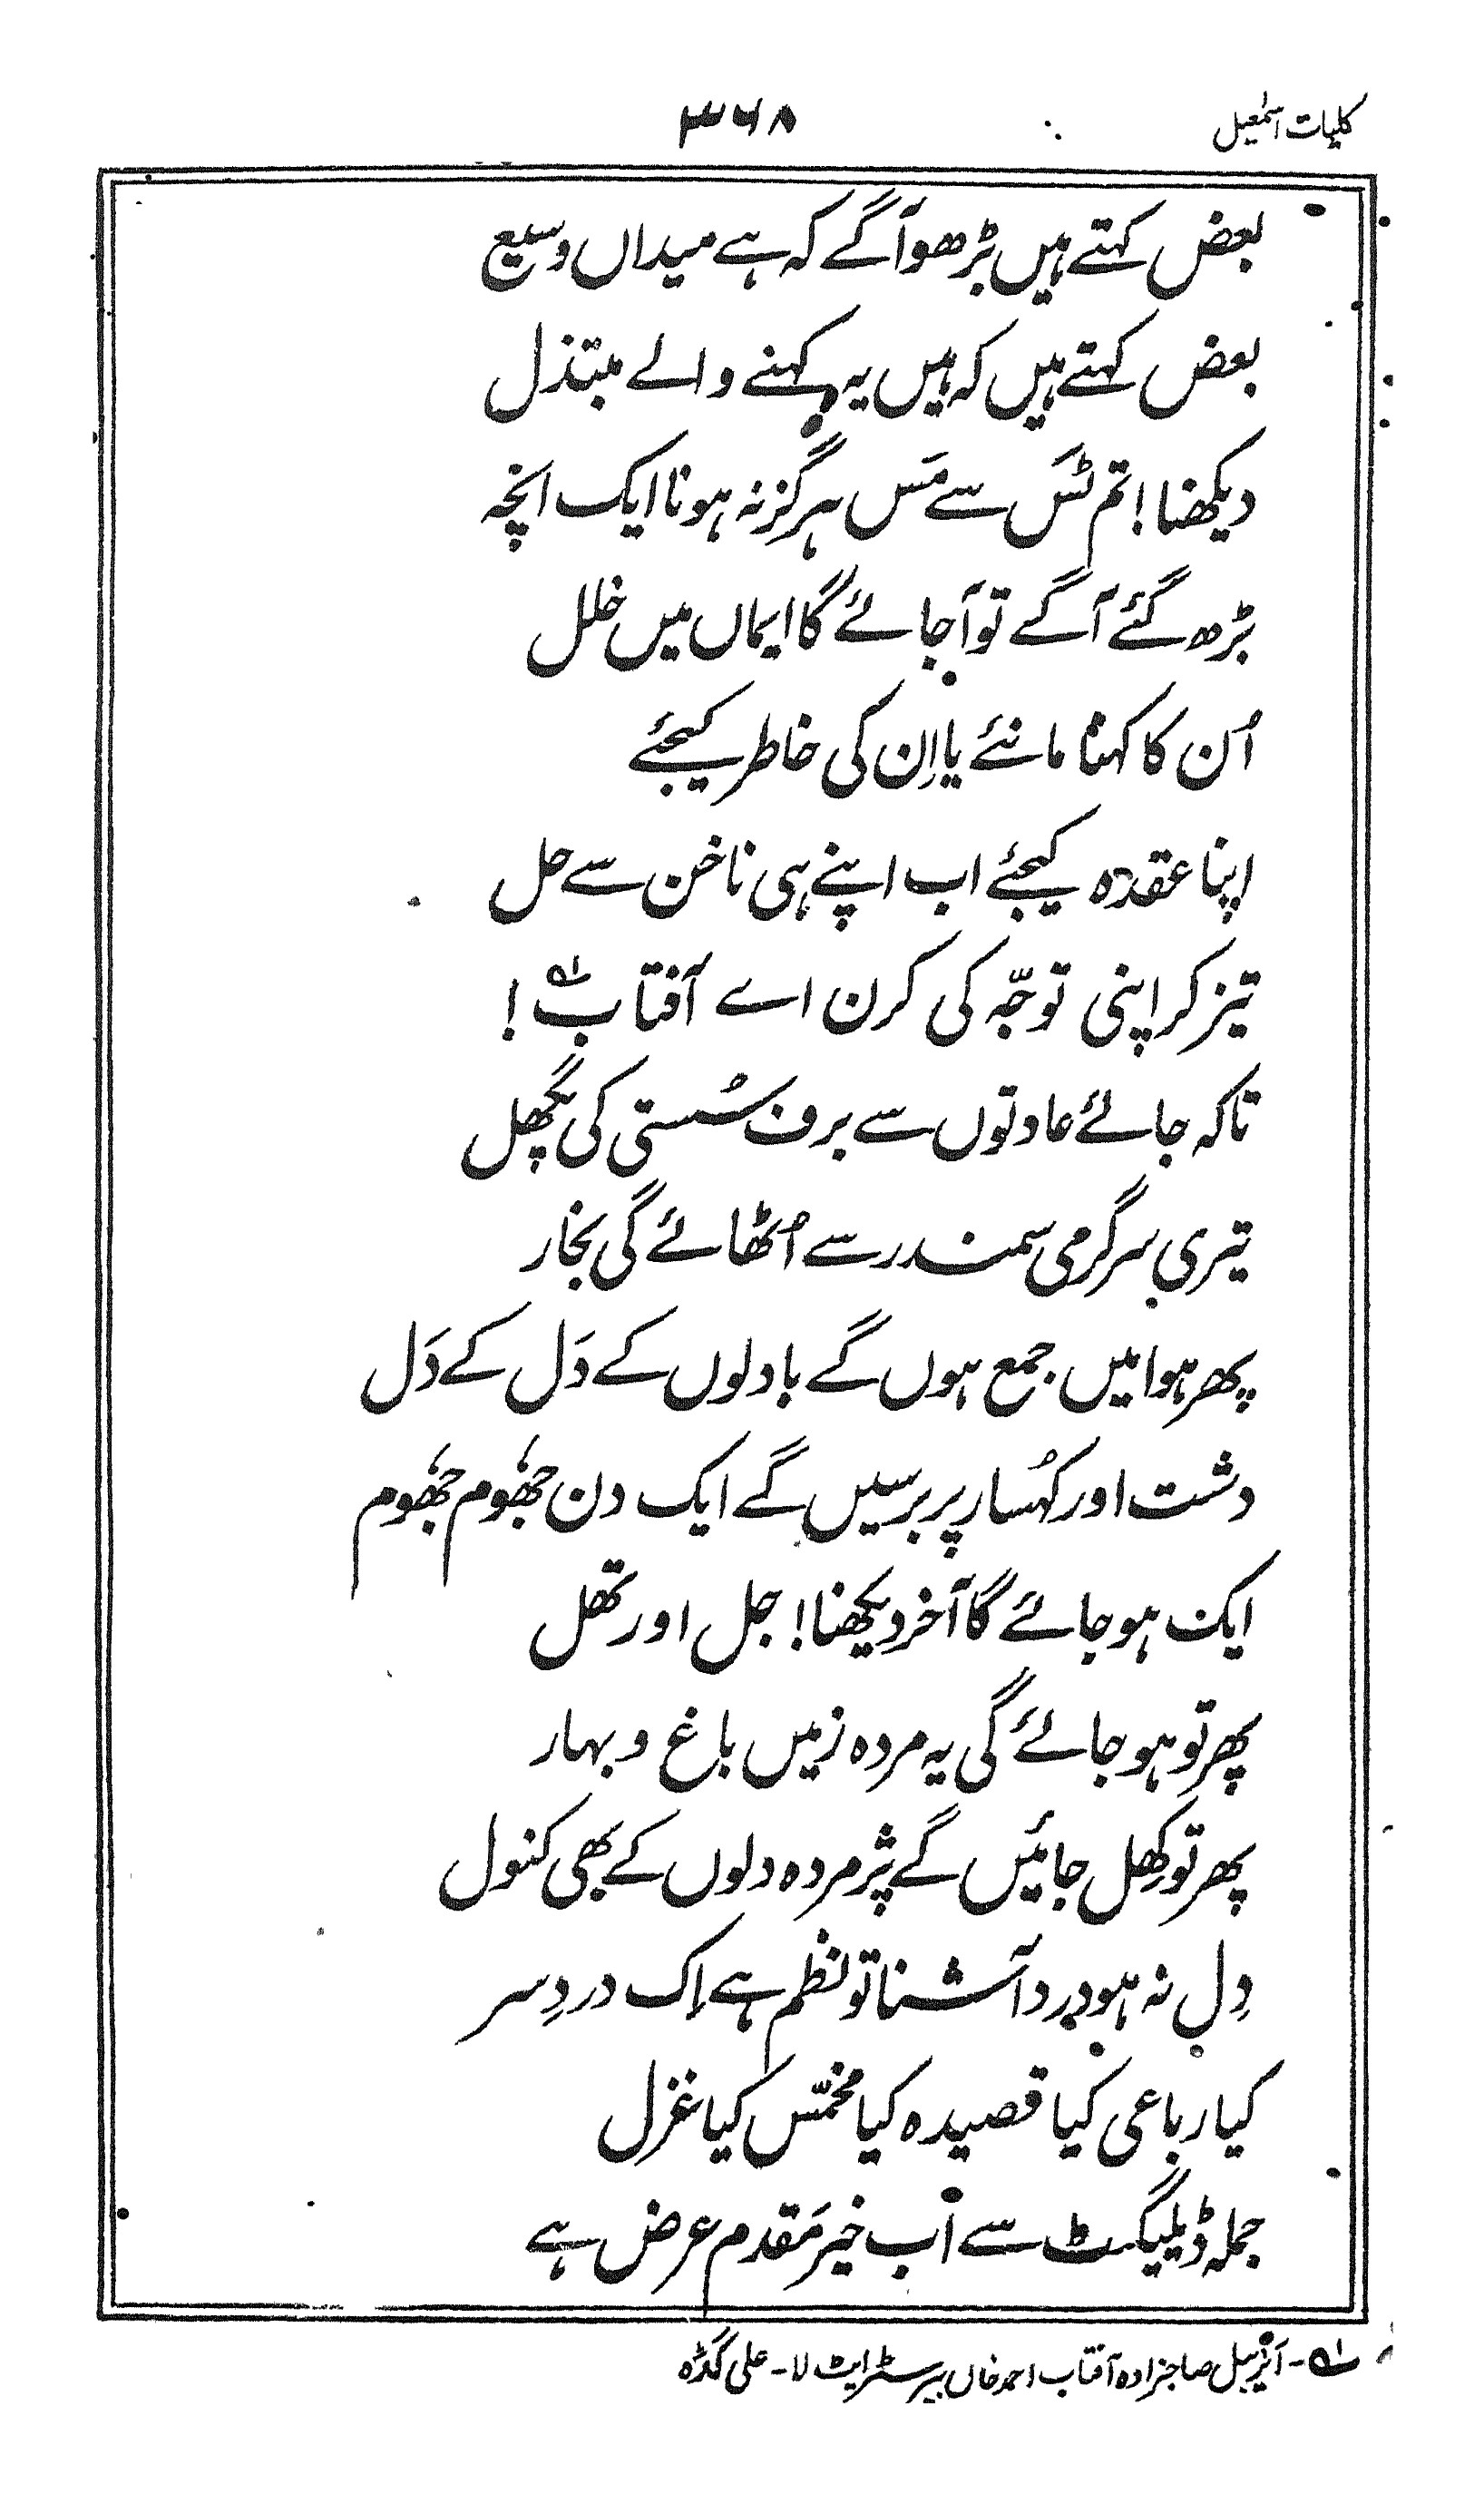 کلیات اسمٰعیل
۳۶۸
بعض کہتے ہیں بڑھو آگے کہ ہے میداں وسیع
بعض کہتے ہیں کہ ہیں یہ کہنے والے مبتذل
دیکھنا! تم ٹَس سے مَس ہرگز نہ ہونا ایک انچہ
بڑھ گئے آگے تو آجائے گا ایماں میں خلل
اُن کا کہنا مانئے یا اِن کی خاطر کیجئے
اپنا عقدہ کیجئے اب اپنے ہی ناخن سے حل
تیز کر اپنی توجّہ کی کرن اے آفتاب ۱ه !
تاکہ جائے عادتوں سے برف سُستی کی پگھل
تیری سرگرمی سمندر سے اُٹھائے گی بخار
پھر ہوا میں جمع ہوں گے بادلوں کے دَل کے دَل
دشت اور کہُسار پر برسیں گے ایک دن جھُوم جھُوم
ایک ہو جائے گا آخر دیکھنا! جل اور تھل
پھر تو ہو جائے گی یہ مردہ زمیں باغ و بہار
پھر تو کھِل جائیں گے پژمردہ دلوں کے بھی کنول
دِل نہ ہو درد آشنا تو نظم ہے اِک دردِ سر
کیا رباعی کیا قصیدہ کیا مخمّس کیا غزل
جملہ ڈیلیگیٹ سے اب خیر مَقدم عرض ہے
۱ه - آنریبل صاحبزادہ آفتاب احمد خاں بیرسٹر ایٹ لا - علی گڈہ